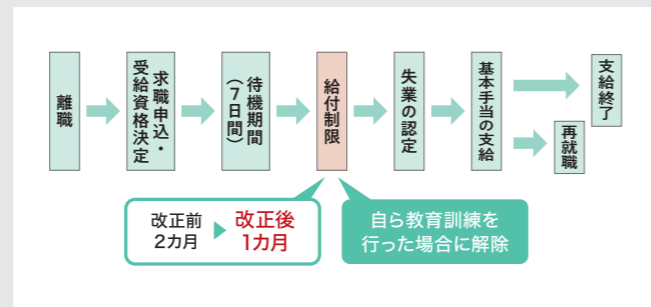 離職
求職申込・
受給資格決定
待機期間
（7日間）
給付制限
失業の認定
基本手当の支給
支給終了
再就職
改正前
2カ月
改正後
1カ月
自ら教育訓練を
行った場合に解除